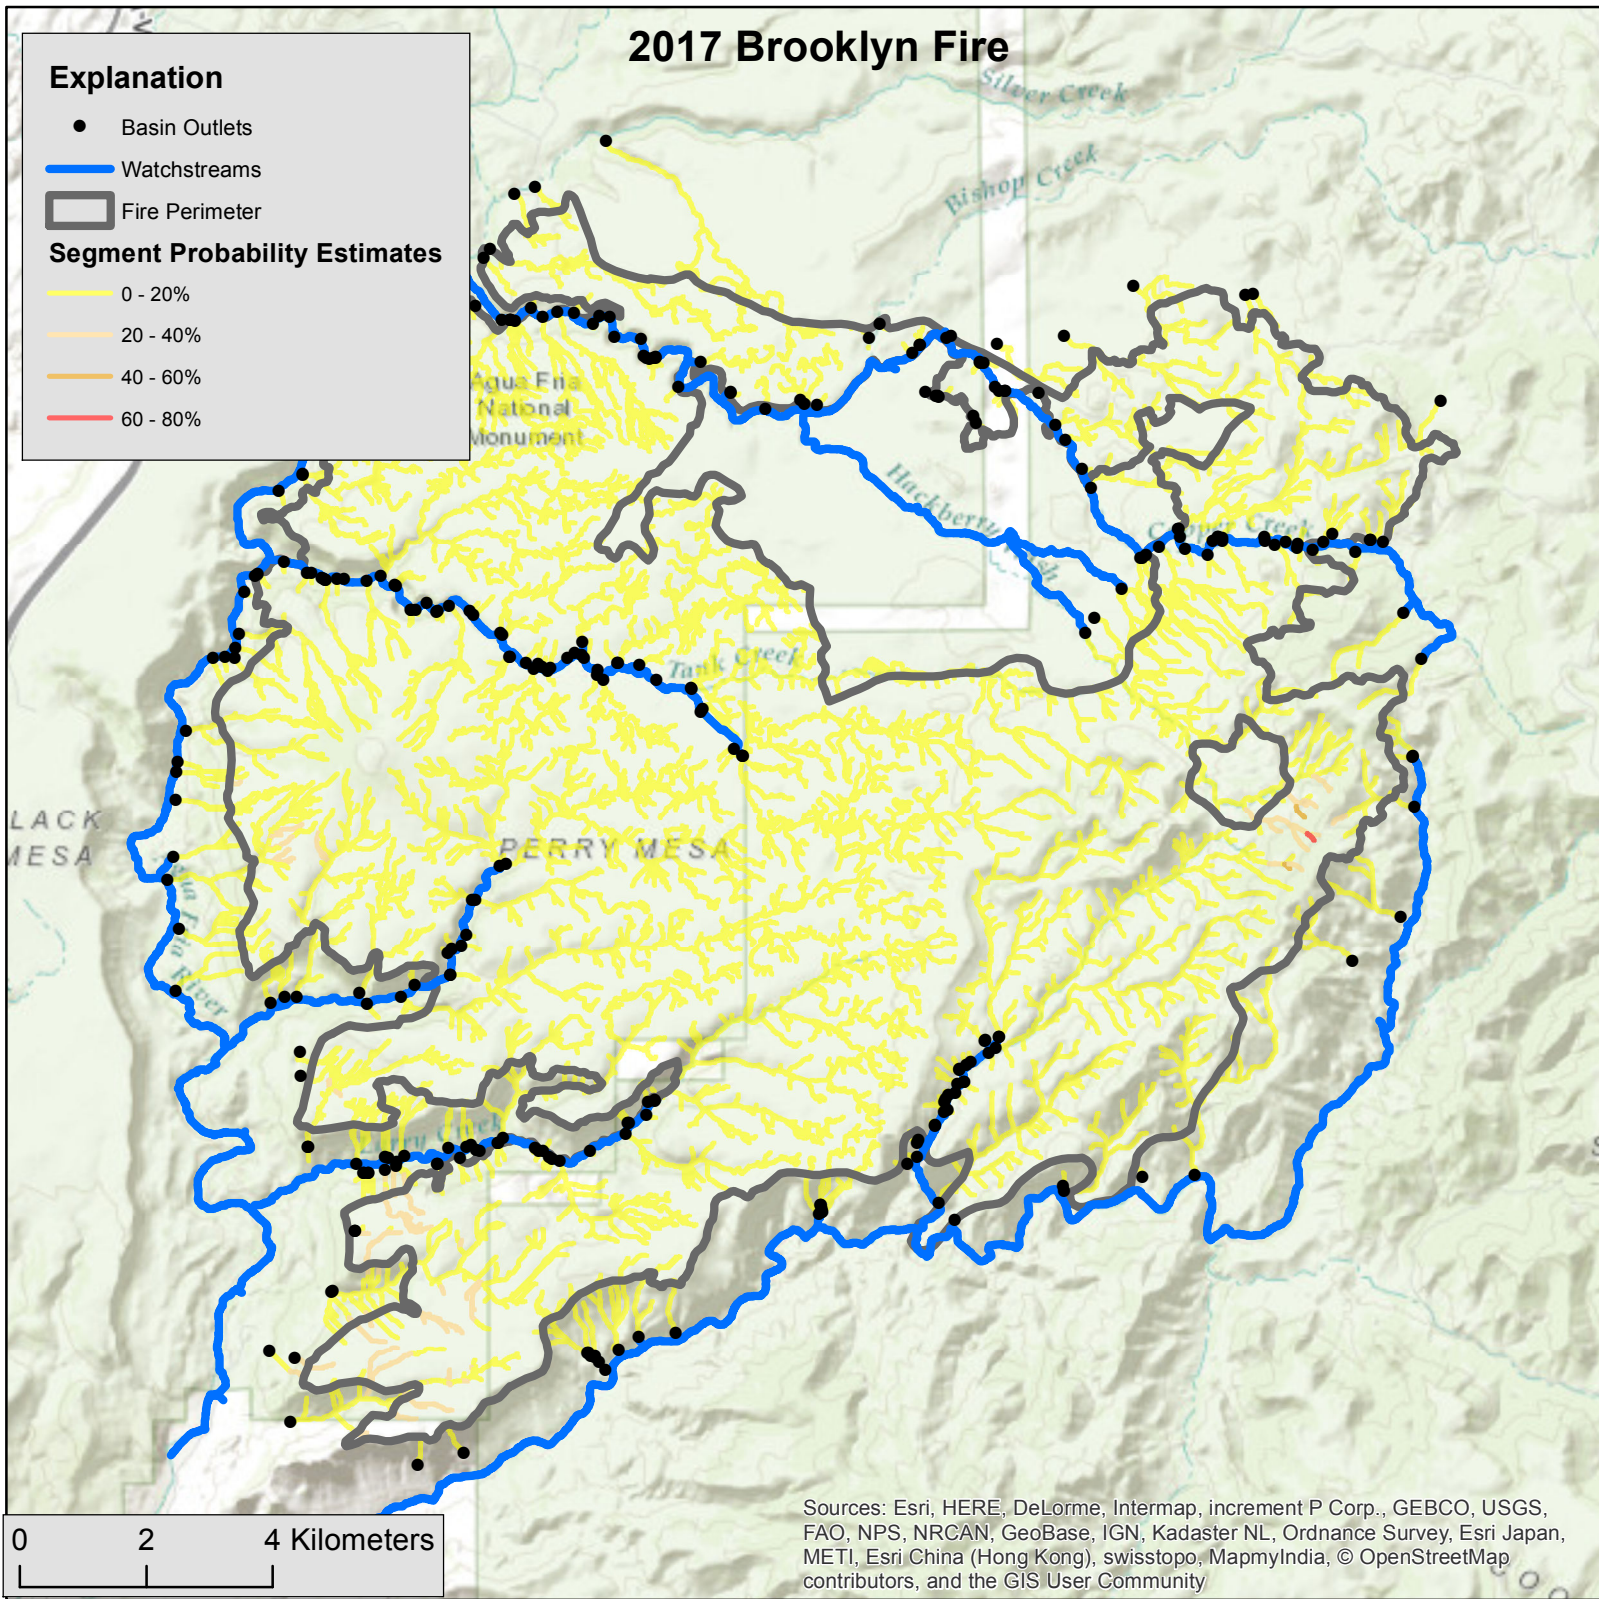 2017 Brooklyn Fire
Explanation
Basin Outlets
Watchstreams
Fire Perimeter
Segment Probability Estimates
0 - 20%
20 - 40%
40 - 60%
60 - 80%
Silver Creek
Bishop Creek
Agua Fria
National
Monument
Hackberry
Creek
Tank Creek
LACK
MESA
PERRY MESA
River
Creek
0 2 4 Kilometers
Sources: Esri, HERE, DeLorme, Intermap, increment P Corp., GEBCO, USGS,
FAO, NPS, NRCAN, GeoBase, IGN, Kadaster NL, Ordnance Survey, Esri Japan,
METI, Esri China (Hong Kong), swisstopo, MapmyIndia, © OpenStreetMap
contributors, and the GIS User Community